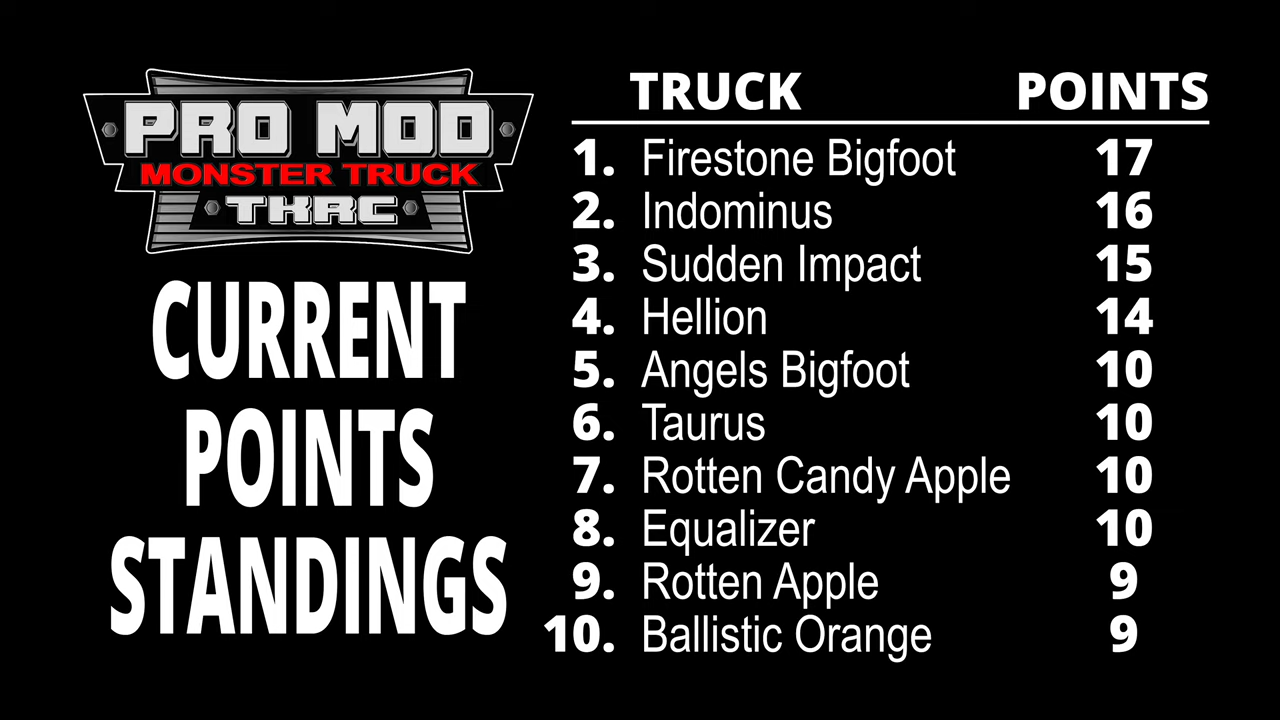 PRO MOD
MONSTER TRUCK
TKRC
CURRENT
POINTS
STANDINGS
TRUCK POINTS
1. Firestone Bigfoot 17
2. Indominus 16
3. Sudden Impact 15
4. Hellion 14
5. Angels Bigfoot 10
6. Taurus 10
7. Rotten Candy Apple 10
8. Equalizer 10
9. Rotten Apple 9
10. Ballistic Orange 9